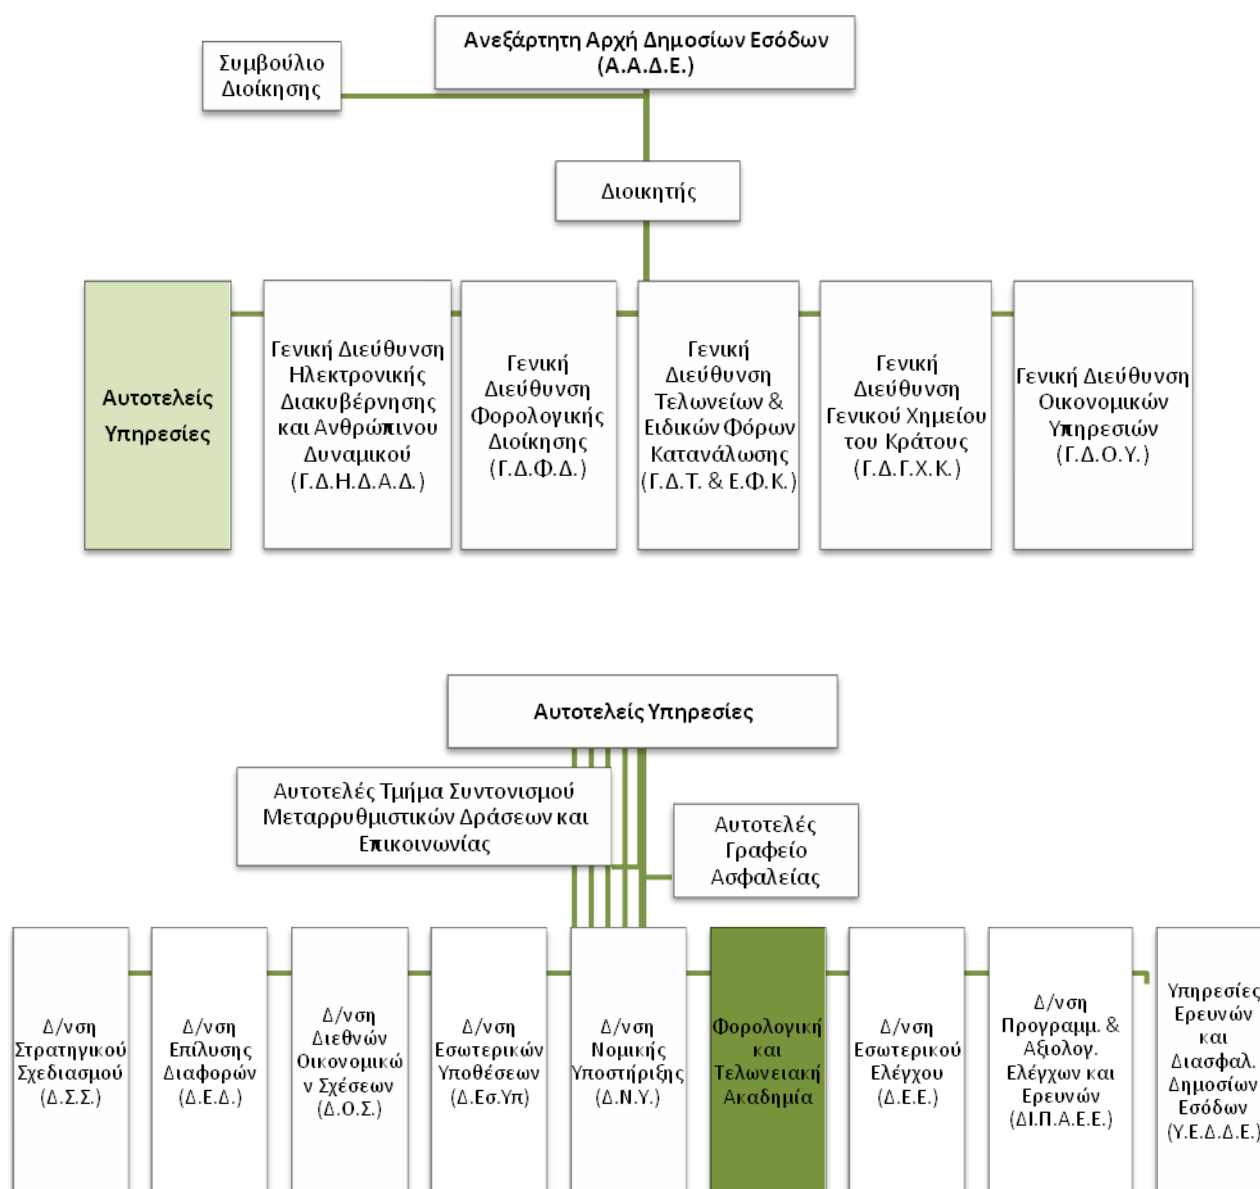 Ανεξάρτητη Αρχή Δημοσίων Εσόδων
(Α.Α.Δ.Ε.)
Συμβούλιο
Διοίκησης
Διοικητής
Αυτοτελείς
Υπηρεσίες
Γενική Διεύθυνση
Ηλεκτρονικής
Διακυβέρνησης
και Ανθρώπινου
Δυναμικού
(Γ.Δ.Η.Δ.Α.Δ.)
Γενική
Διεύθυνση
Φορολογικής
Διοίκησης
(Γ.Δ.Φ.Δ.)
Γενική
Διεύθυνση
Τελωνείων &
Ειδικών Φόρων
Κατανάλωσης
(Γ.Δ.Τ. & Ε.Φ.Κ.)
Γενική
Διεύθυνση
Γενικού Χημείου
του Κράτους
(Γ.Δ.Γ.Χ.Κ.)
Γενική Διεύθυνση
Οικονομικών
Υπηρεσιών
(Γ.Δ.Ο.Υ.)
Αυτοτελείς Υπηρεσίες
Αυτοτελές Τμήμα Συντονισμού
Μεταρρυθμιστικών Δράσεων και
Επικοινωνίας
Αυτοτελές
Γραφείο
Ασφαλείας
Δ/νση
Στρατηγικού
Σχεδιασμού
(Δ.Σ.Σ.)
Δ/νση
Επίλυσης
Διαφορών
(Δ.Ε.Δ.)
Δ/νση
Διεθνών
Οικονομικώ
ν Σχέσεων
(Δ.Ο.Σ.)
Δ/νση
Εσωτερικών
Υποθέσεων
(Δ.Εσ.Υπ)
Δ/νση
Νομικής
Υποστήριξης
(Δ.Ν.Υ.)
Φορολογική
και
Τελωνειακή
Ακαδημία
Δ/νση
Εσωτερικού
Ελέγχου
(Δ.Ε.Ε.)
Δ/νση
Προγραμμ. &
Αξιολογ.
Ελέγχων και
Ερευνών
(ΔΙ.Π.Α.Ε.Ε.)
Υπηρεσίες
Ερευνών
και
Διασφαλ.
Δημοσίων
Εσόδων
(Υ.Ε.Δ.Δ.Ε.)